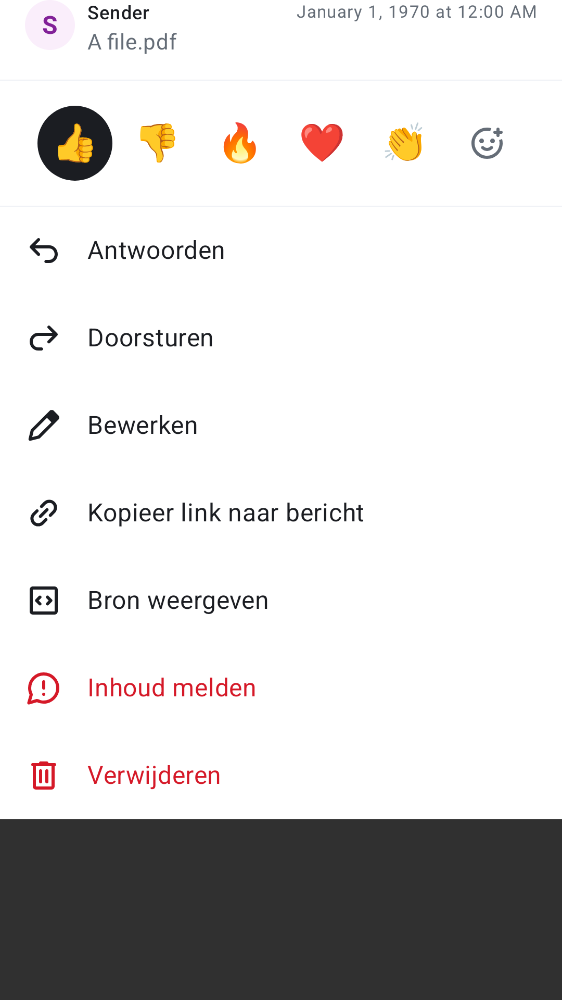 S
Sender
January 1, 1970 at 12:00 AM
A file.pdf
Antwoorden
Doorsturen
Bewerken
Kopieer link naar bericht
Bron weergeven
Inhoud melden
Verwijderen